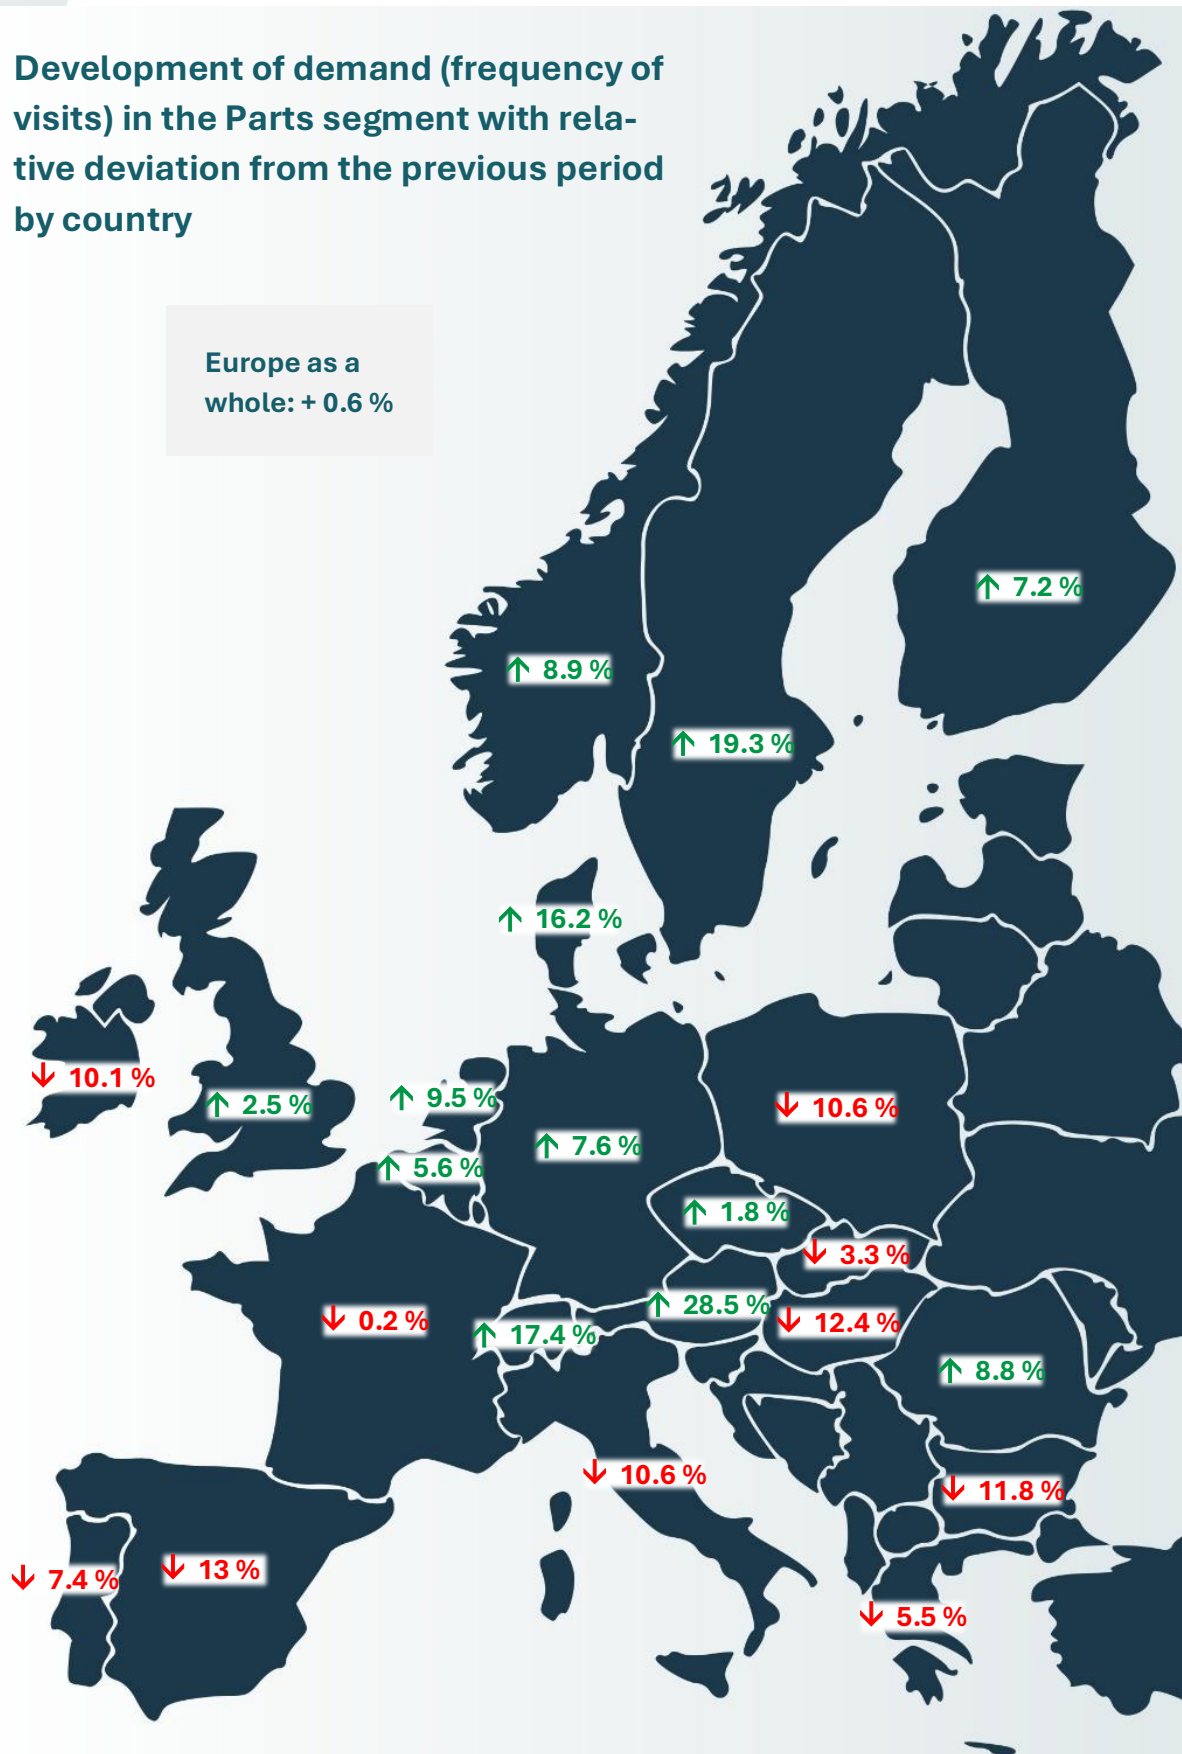 Development of demand (frequency of
visits) in the Parts segment with rela-
tive deviation from the previous period
by country
Europe as a
whole: + 0.6 %
↑ 7.2 %
↑ 8.9 %
↑ 19.3 %
↑ 16.2 %
↓ 10.1 %
↑ 2.5 %
↑ 9.5 %
↓ 10.6 %
↑ 7.6 %
↑ 5.6 %
↑ 1.8 %
↓ 3.3 %
↑ 28.5 %
↓ 0.2 %
↓ 12.4 %
↑ 17.4 %
↑ 8.8 %
↓ 10.6 %
↓ 11.8 %
↓ 7.4 %
↓ 13 %
↓ 5.5 %